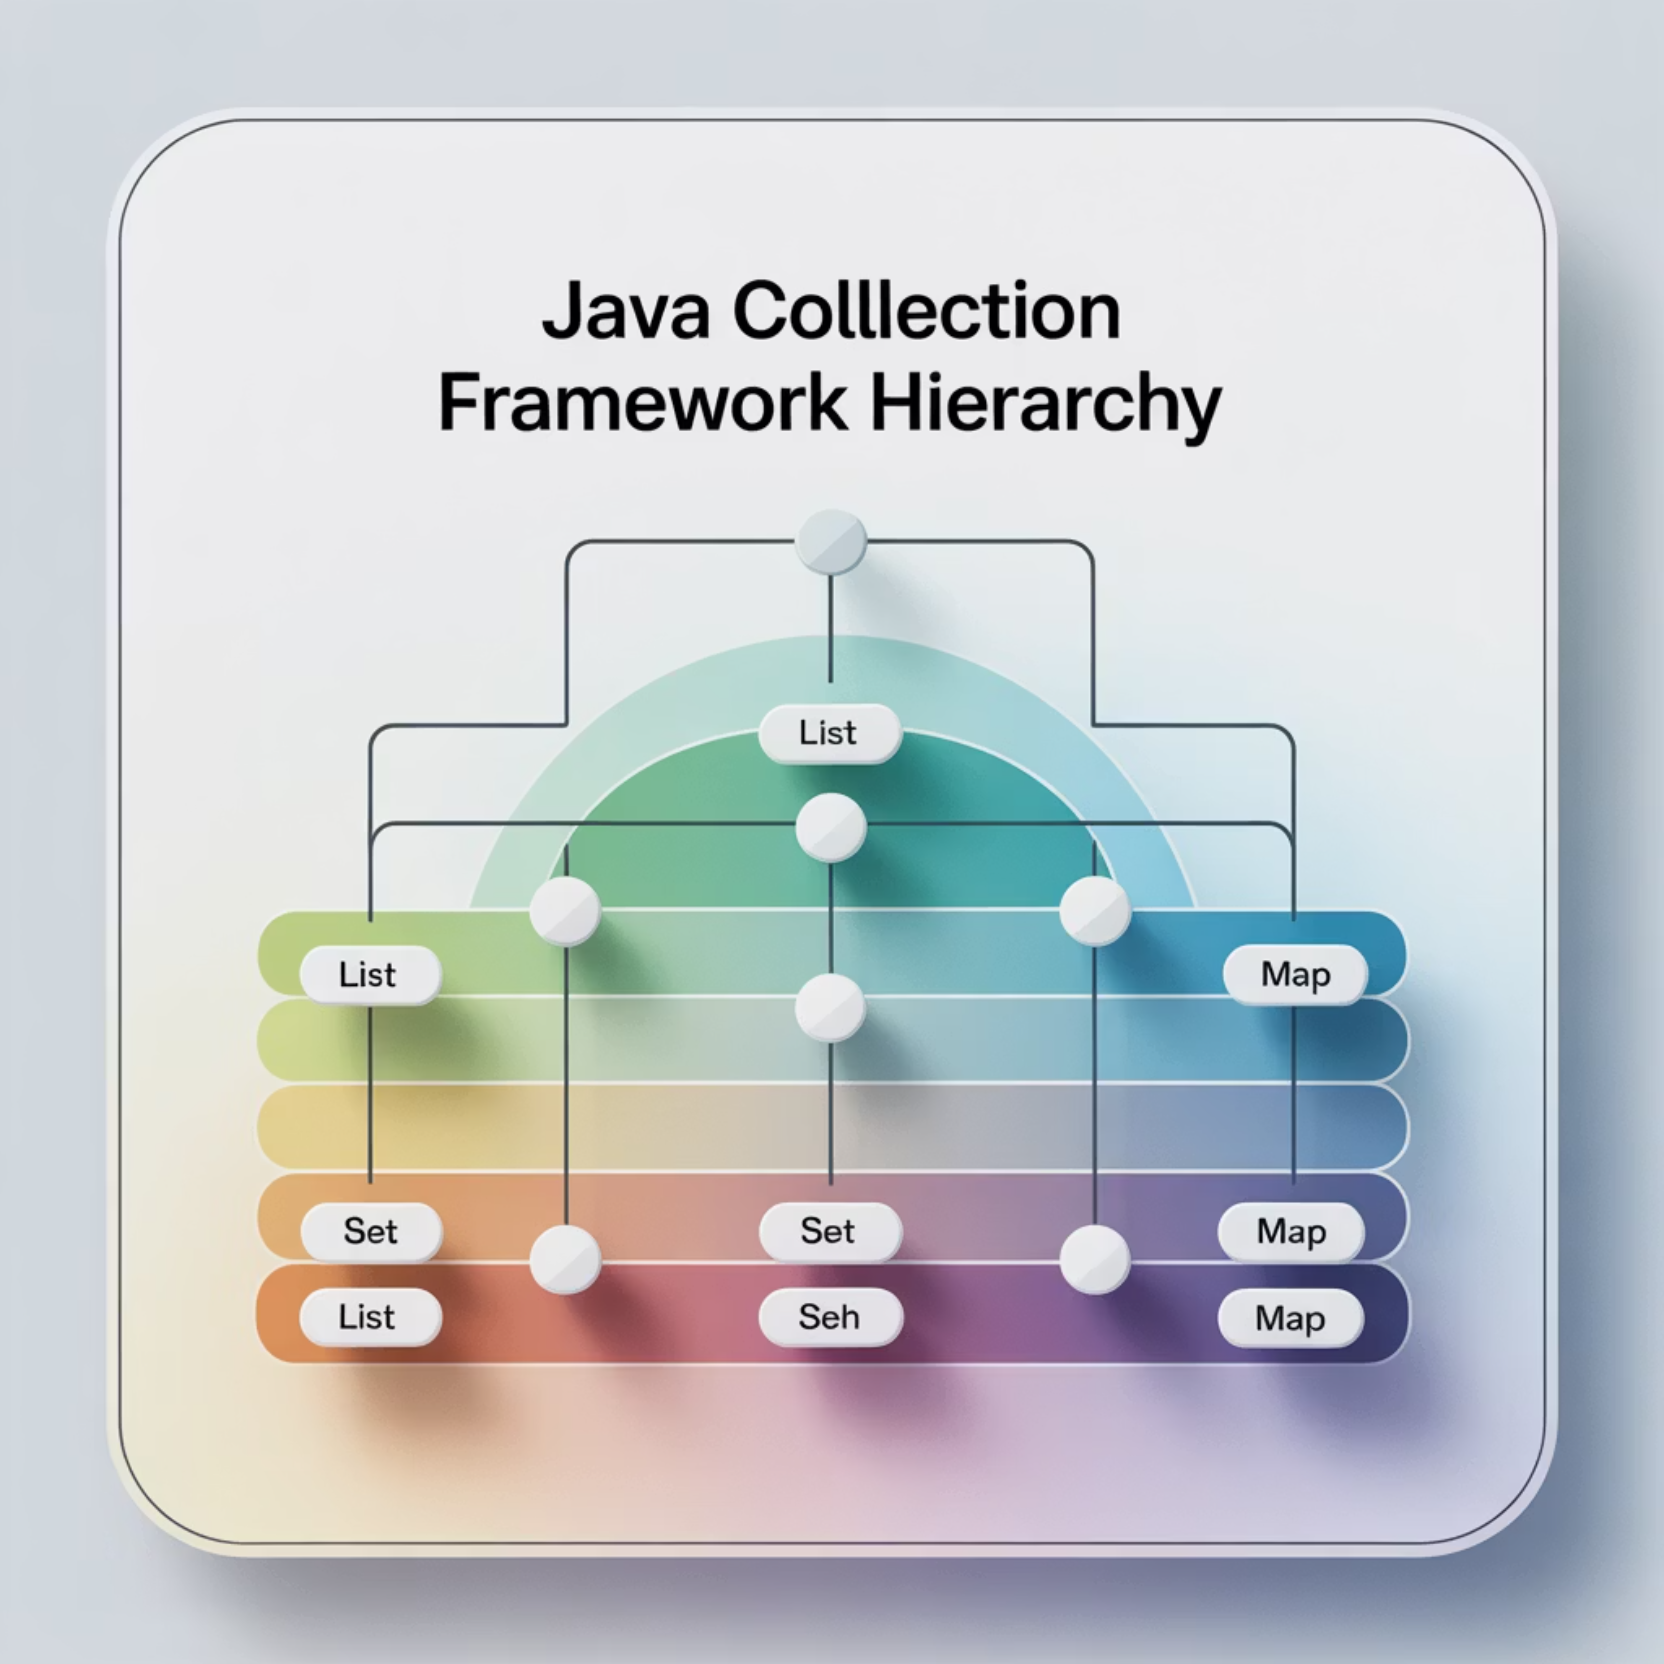 Java Colllection
Framework Hierarchy
List
List
Map
Set
Set
Map
List
Seh
Map